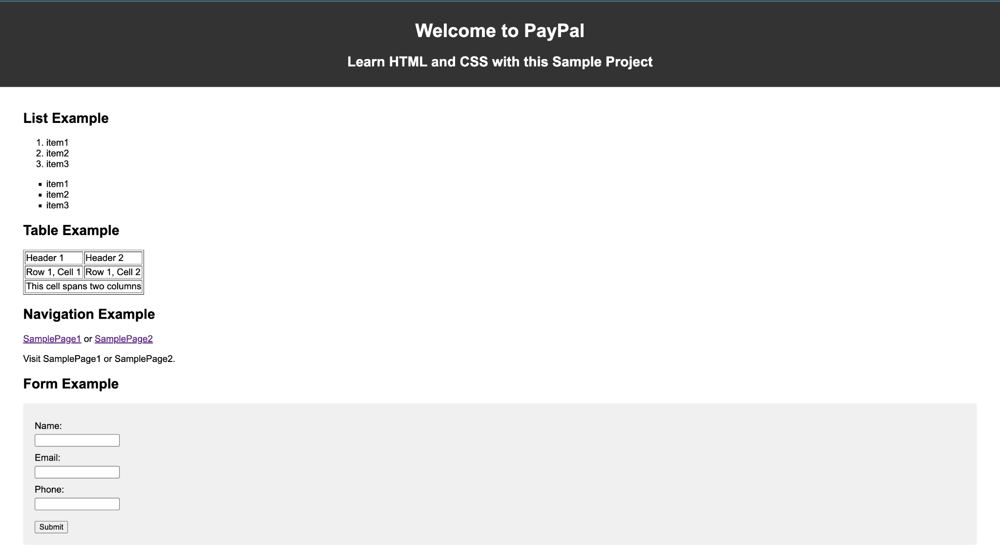 Welcome to PayPal
Learn HTML and CSS with this Sample Project
List Example
1. item1
2. item2
3. item3
▪ item1
▪ item2
▪ item3
Table Example
Header 1 Header 2
Row 1, Cell 1 Row 1, Cell 2
This cell spans two columns
Navigation Example
SamplePage1 or SamplePage2
Visit SamplePage1 or SamplePage2.
Form Example
Name:
Email:
Phone:
Submit